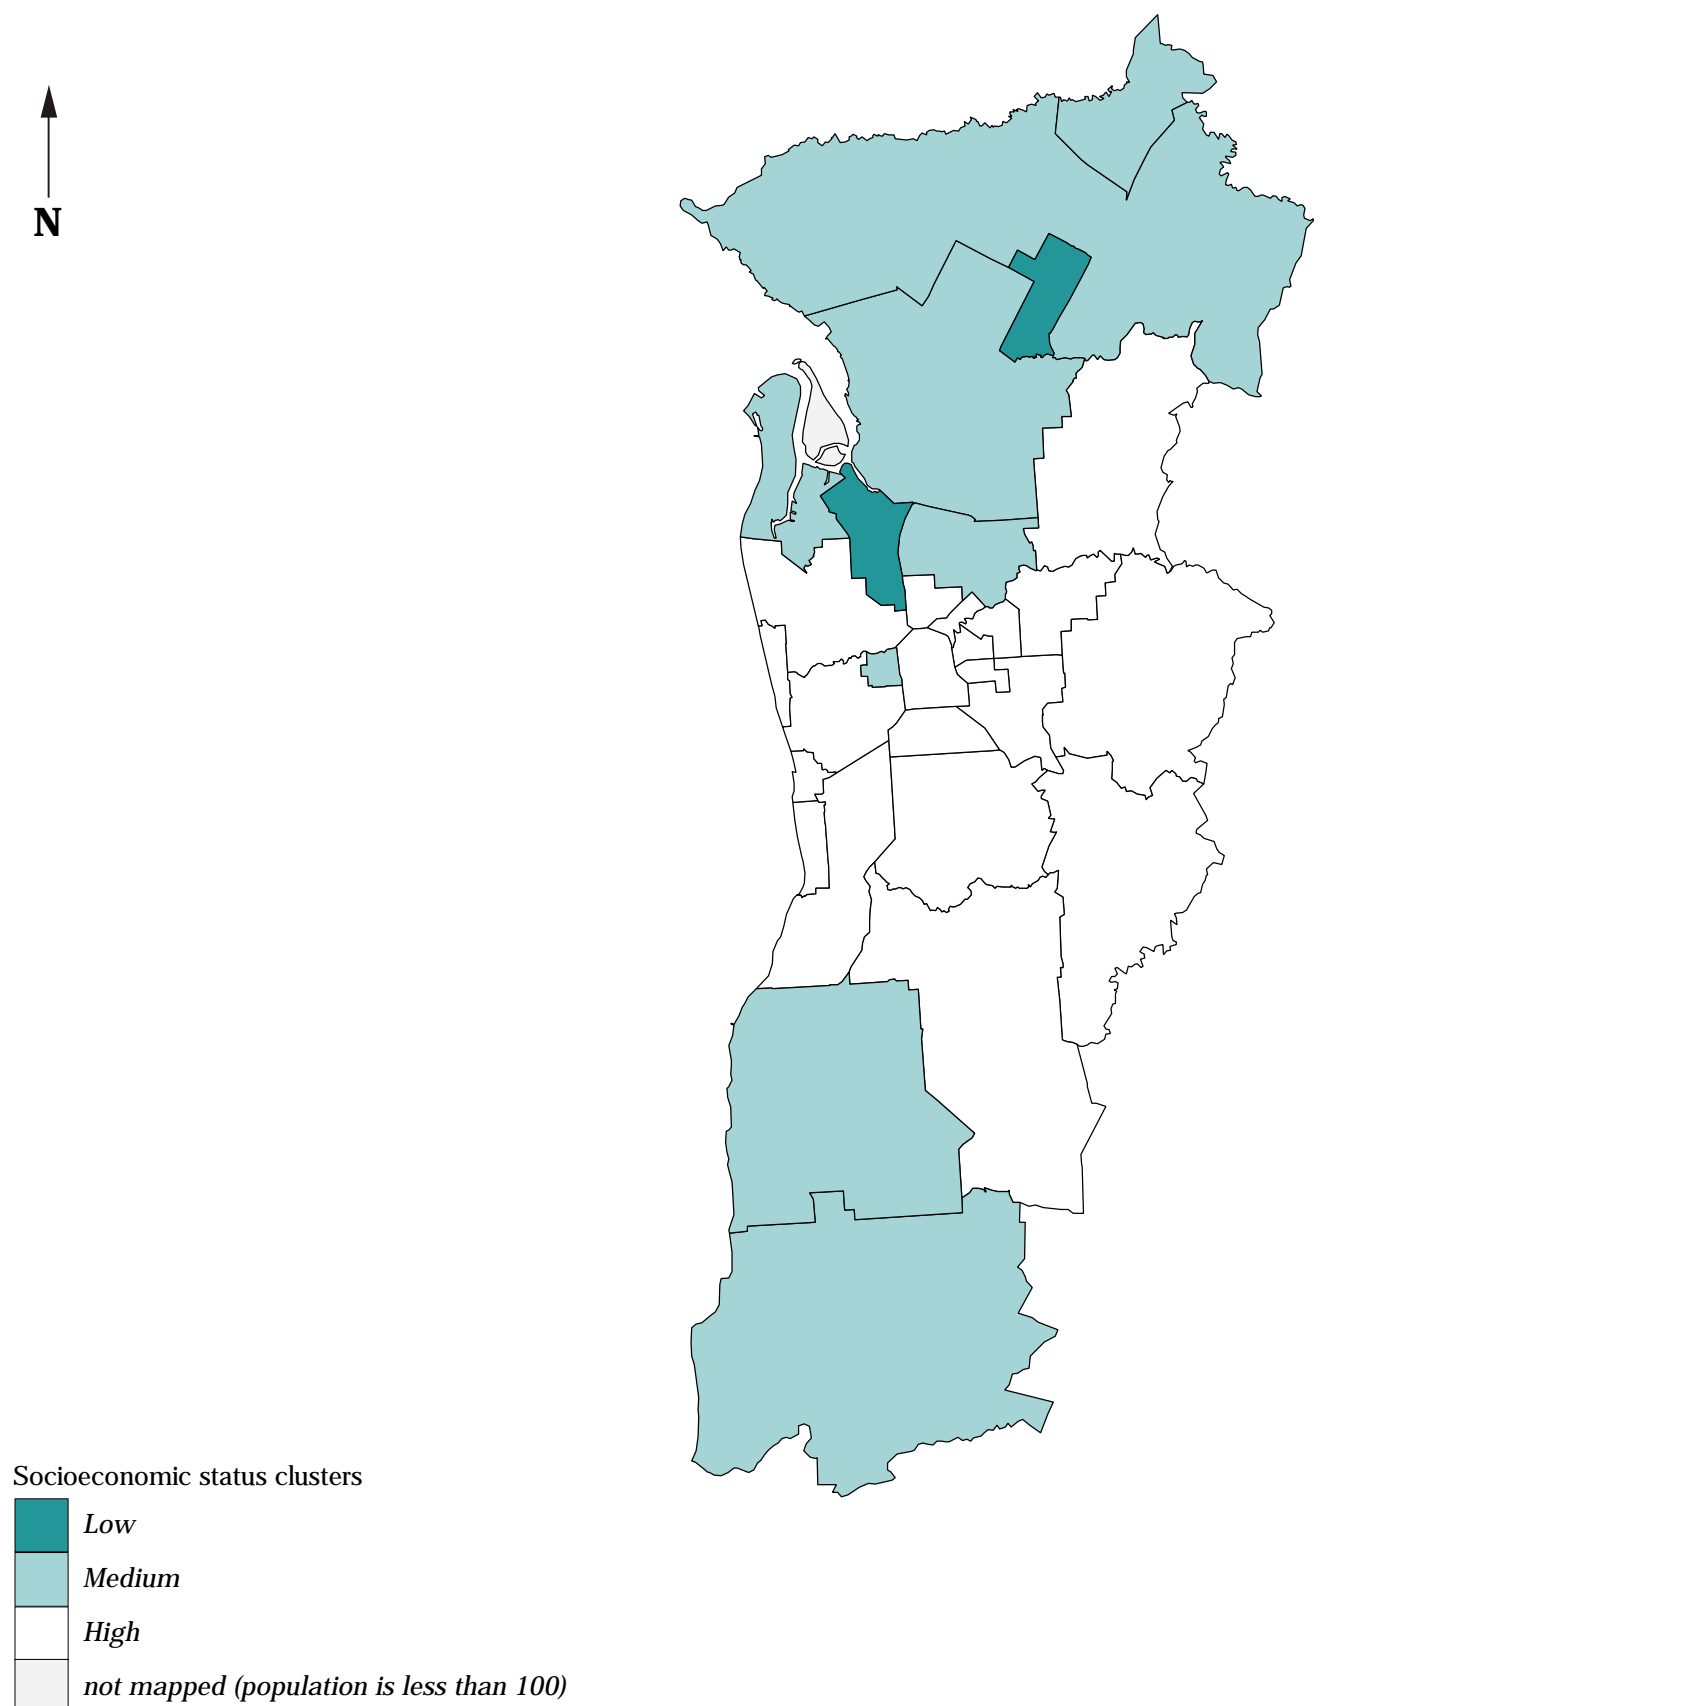 N
Socioeconomic status clusters
Low
Medium
High
not mapped (population is less than 100)